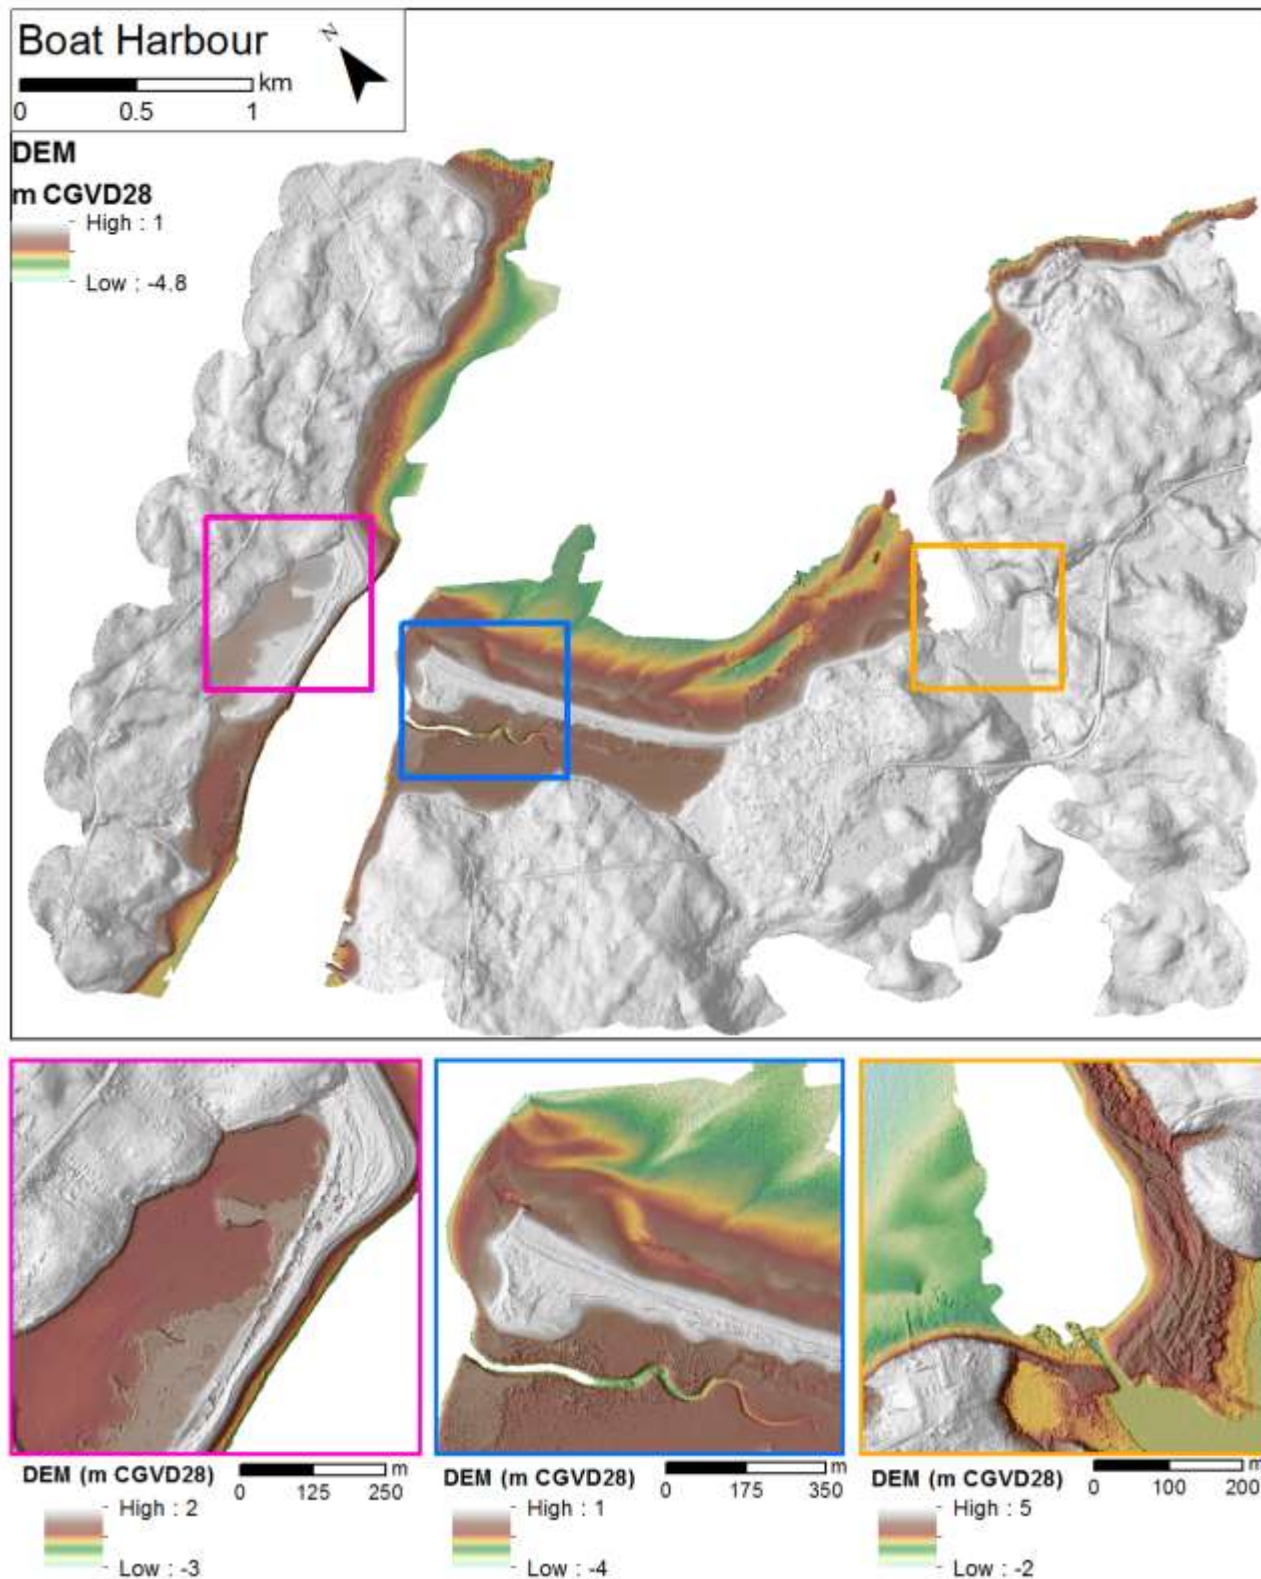 Boat Harbour
N
km
0 0.5 1
DEM
m CGVD28
High : 1
Low : -4.8
DEM (m CGVD28)
m
0 125 250
High : 2
Low : -3
DEM (m CGVD28)
m
0 175 350
High : 1
Low : -4
DEM (m CGVD28)
m
0 100 200
High : 5
Low : -2